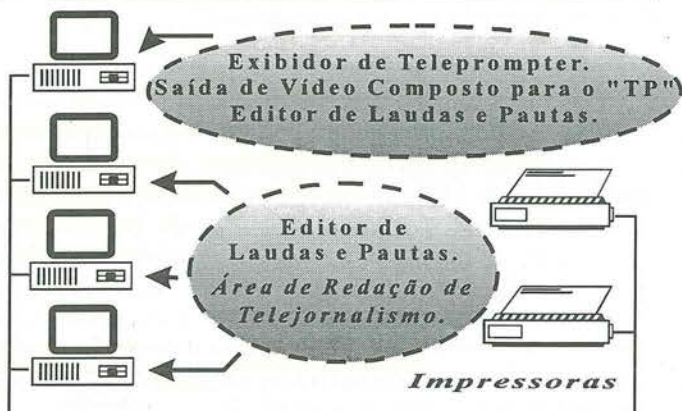 Exibidor de Teleprompter.
Saída de Vídeo Composto para o "TP"
Editor de Laudas e Pautas.
Editor de
Laudas e Pautas.
Área de Redação de
Telejornalismo.
Impressoras